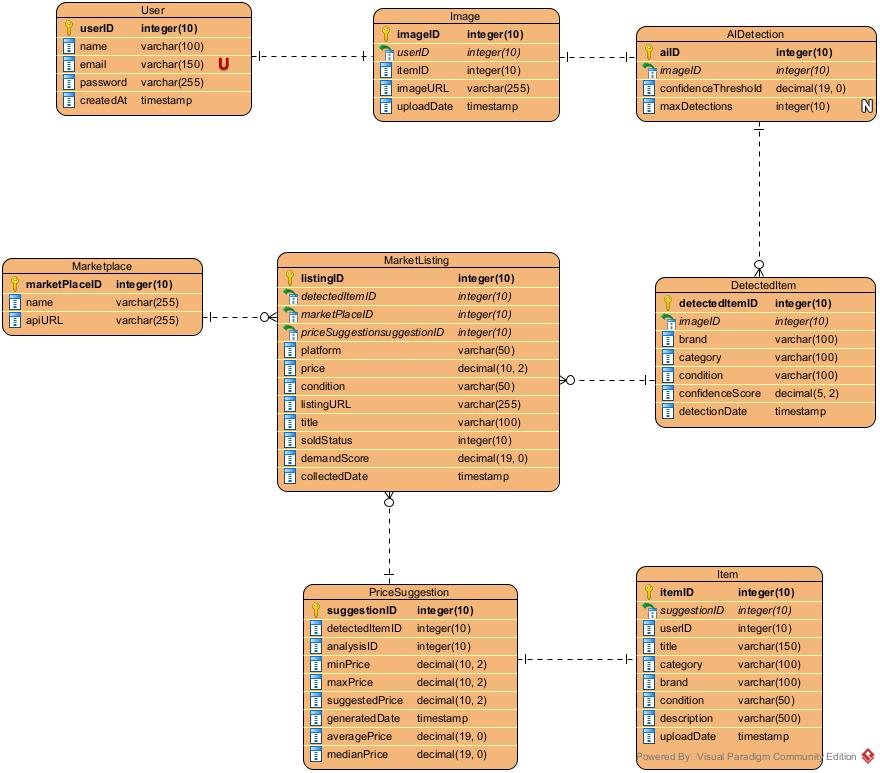 User
userID integer(10)
name varchar(100)
email varchar(150) U
password varchar(255)
createdAt timestamp
Image
imageID integer(10)
userID integer(10)
itemID integer(10)
imageURL varchar(255)
uploadDate timestamp
AIDetection
aiID integer(10)
imageID integer(10)
confidenceThreshold decimal(19, 0)
maxDetections integer(10) N
Marketplace
marketPlaceID integer(10)
name varchar(255)
apiURL varchar(255)
MarketListing
listingID integer(10)
detectedItemID integer(10)
marketPlaceID integer(10)
priceSuggestionsuggestionID integer(10)
platform varchar(50)
price decimal(10, 2)
condition varchar(50)
listingURL varchar(255)
title varchar(100)
soldStatus integer(10)
demandScore decimal(19, 0)
collectedDate timestamp
DetectedItem
detectedItemID integer(10)
imageID integer(10)
brand varchar(100)
category varchar(100)
condition varchar(100)
confidenceScore decimal(5, 2)
detectionDate timestamp
PriceSuggestion
suggestionID integer(10)
detectedItemID integer(10)
analysisID integer(10)
minPrice decimal(10, 2)
maxPrice decimal(10, 2)
suggestedPrice decimal(10, 2)
generatedDate timestamp
averagePrice decimal(19, 0)
medianPrice decimal(19, 0)
Item
itemID integer(10)
suggestionID integer(10)
userID integer(10)
title varchar(150)
category varchar(100)
brand varchar(100)
condition varchar(50)
description varchar(500)
uploadDate timestamp
Powered By Visual Paradigm Community Edition